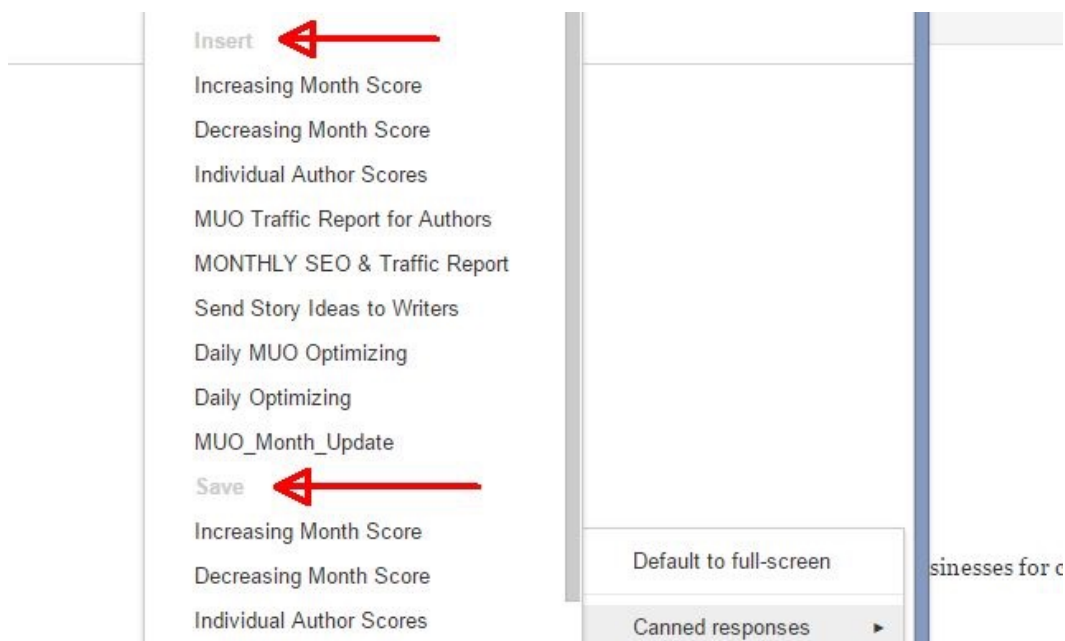 Insert
Increasing Month Score
Decreasing Month Score
Individual Author Scores
MUO Traffic Report for Authors
MONTHLY SEO & Traffic Report
Send Story Ideas to Writers
Daily MUO Optimizing
Daily Optimizing
MUO_Month_Update
Save
Increasing Month Score
Decreasing Month Score
Individual Author Scores
Default to full-screen
Canned responses
sinesses for c